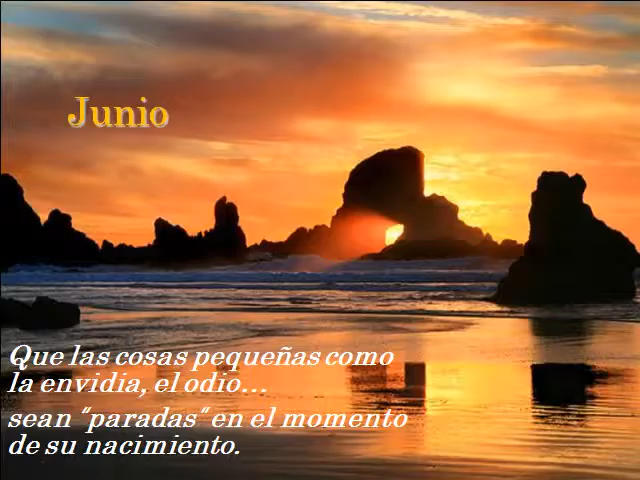 Junio
Que las cosas pequeñas como
la envidia, el odio...
sean "paradas" en el momento
de su nacimiento.